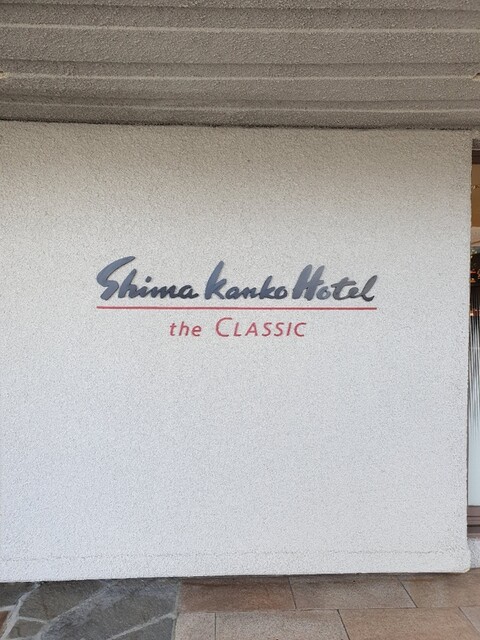 Shima Kanko Hotel
the CLASSIC